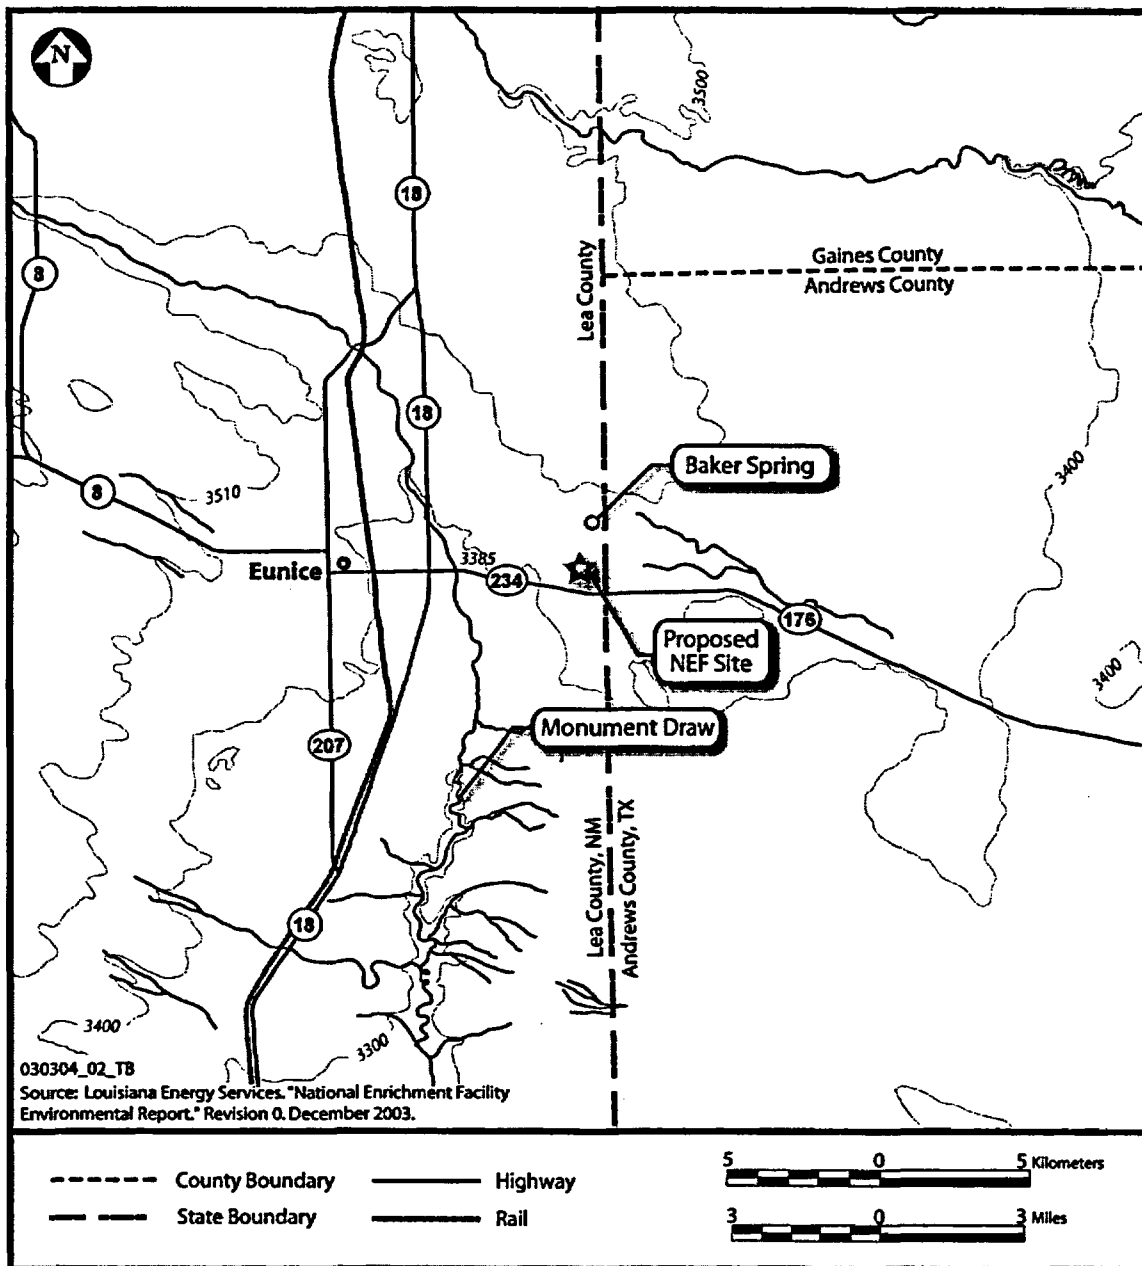 N
3500
18
Lea County
Gaines County
Andrews County
8
18
3400
Baker Spring
8
3510
Eunice
3385
234
176
Proposed
NEF Site
3400
Monument Draw
207
Lea County, NM
Andrews County, TX
18
3400
3300
030304_02_TB
Source: Louisiana Energy Services. "National Enrichment Facility
Environmental Report." Revision 0. December 2003.
County Boundary
Highway
State Boundary
Rail
5 0 5 Kilometers
3 0 3 Miles